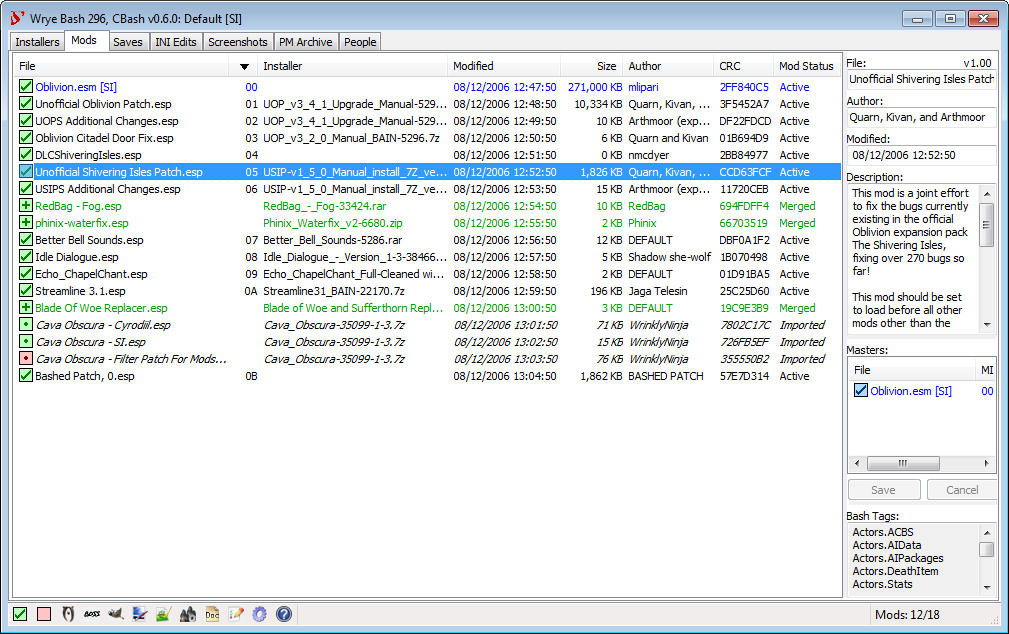 Wrye Bash 296, CBash v0.6.0: Default [SI]
Installers Mods Saves INI Edits Screenshots PM Archive People
File Installer Modified Size Author CRC Mod Status
Oblivion.esm [SI] 00 08/12/2006 12:47:50 271,000 KB mlipari 2FF840C5 Active
Unofficial Oblivion Patch.esp 01 UOP_v3_4_1_Upgrade_Manual-529... 08/12/2006 12:48:50 10,334 KB Quarn, Kivan, ... 3F5452A7 Active
UOPS Additional Changes.esp 02 UOP_v3_4_1_Upgrade_Manual-529... 08/12/2006 12:49:50 10 KB Arthmoor (exp... DF22FDCD Active
Oblivion Citadel Door Fix.esp 03 UOP_v3_2_0_Manual_BAIN-5296.7z 08/12/2006 12:50:50 6 KB Quarn and Kivan 01B694D9 Active
DLCShiveringIsles.esp 04 08/12/2006 12:51:50 0 KB nmcdyer 2BB84977 Active
Unofficial Shivering Isles Patch.esp 05 USIP-v1_5_0_Manual_install_7Z_ve... 08/12/2006 12:52:50 1,826 KB Quarn, Kivan, ... CCD63FCF Active
USIPS Additional Changes.esp 06 USIP-v1_5_0_Manual_install_7Z_ve... 08/12/2006 12:53:50 15 KB Arthmoor (exp... 11720CEB Active
RedBag - Fog.esp RedBag_-_Fog-33424.rar 08/12/2006 12:54:50 10 KB RedBag 694FDFF4 Merged
phinix-waterfix.esp Phinix_Waterfix_v2-6680.zip 08/12/2006 12:55:50 2 KB Phinix 66703519 Merged
Better Bell Sounds.esp 07 Better_Bell_Sounds-5286.rar 08/12/2006 12:56:50 12 KB DEFAULT DBF0A1F2 Active
Idle Dialogue.esp 08 Idle_Dialogue_-_Version_1-3-38466... 08/12/2006 12:57:50 5 KB Shadow she-wolf 1B070498 Active
Echo_ChapelChant.esp 09 Echo_ChapelChant_Full-Cleaned wi... 08/12/2006 12:58:50 2 KB DEFAULT 01D91BA5 Active
Streamline 3.1.esp 0A Streamline31_BAIN-22170.7z 08/12/2006 12:59:50 196 KB Jaga Telesin 25C25D60 Active
Blade Of Woe Replacer.esp Blade of Woe and Sufferthorn Repl... 08/12/2006 13:00:50 3 KB DEFAULT 19C9E3B9 Merged
Cava Obscura - Cyrodiil.esp Cava_Obscura-35099-1-3.7z 08/12/2006 13:01:50 71 KB WrinklyNinja 7802C17C Imported
Cava Obscura - SI.esp Cava_Obscura-35099-1-3.7z 08/12/2006 13:02:50 15 KB WrinklyNinja 726FB5EF Imported
Cava Obscura - Filter Patch For Mods... Cava_Obscura-35099-1-3.7z 08/12/2006 13:03:50 76 KB WrinklyNinja 355550B2 Imported
Bashed Patch, 0.esp 0B 08/12/2006 13:04:50 1,862 KB BASHED PATCH 57E7D314 Active
File: v1.00
Unofficial Shivering Isles Patch
Author:
Quarn, Kivan, and Arthmoor
Modified:
08/12/2006 12:52:50
Description:
This mod is a joint effort
to fix the bugs currently
existing in the official
Oblivion expansion pack
The Shivering Isles,
fixing over 270 bugs so
far!
This mod should be set
to load before all other
mods other than the
Masters:
File MI
Oblivion.esm [SI] 00
Save Cancel
Bash Tags:
Actors.ACBS
Actors.AIData
Actors.AIPackages
Actors.DeathItem
Actors.Stats
BOSS Doc
Mods: 12/18